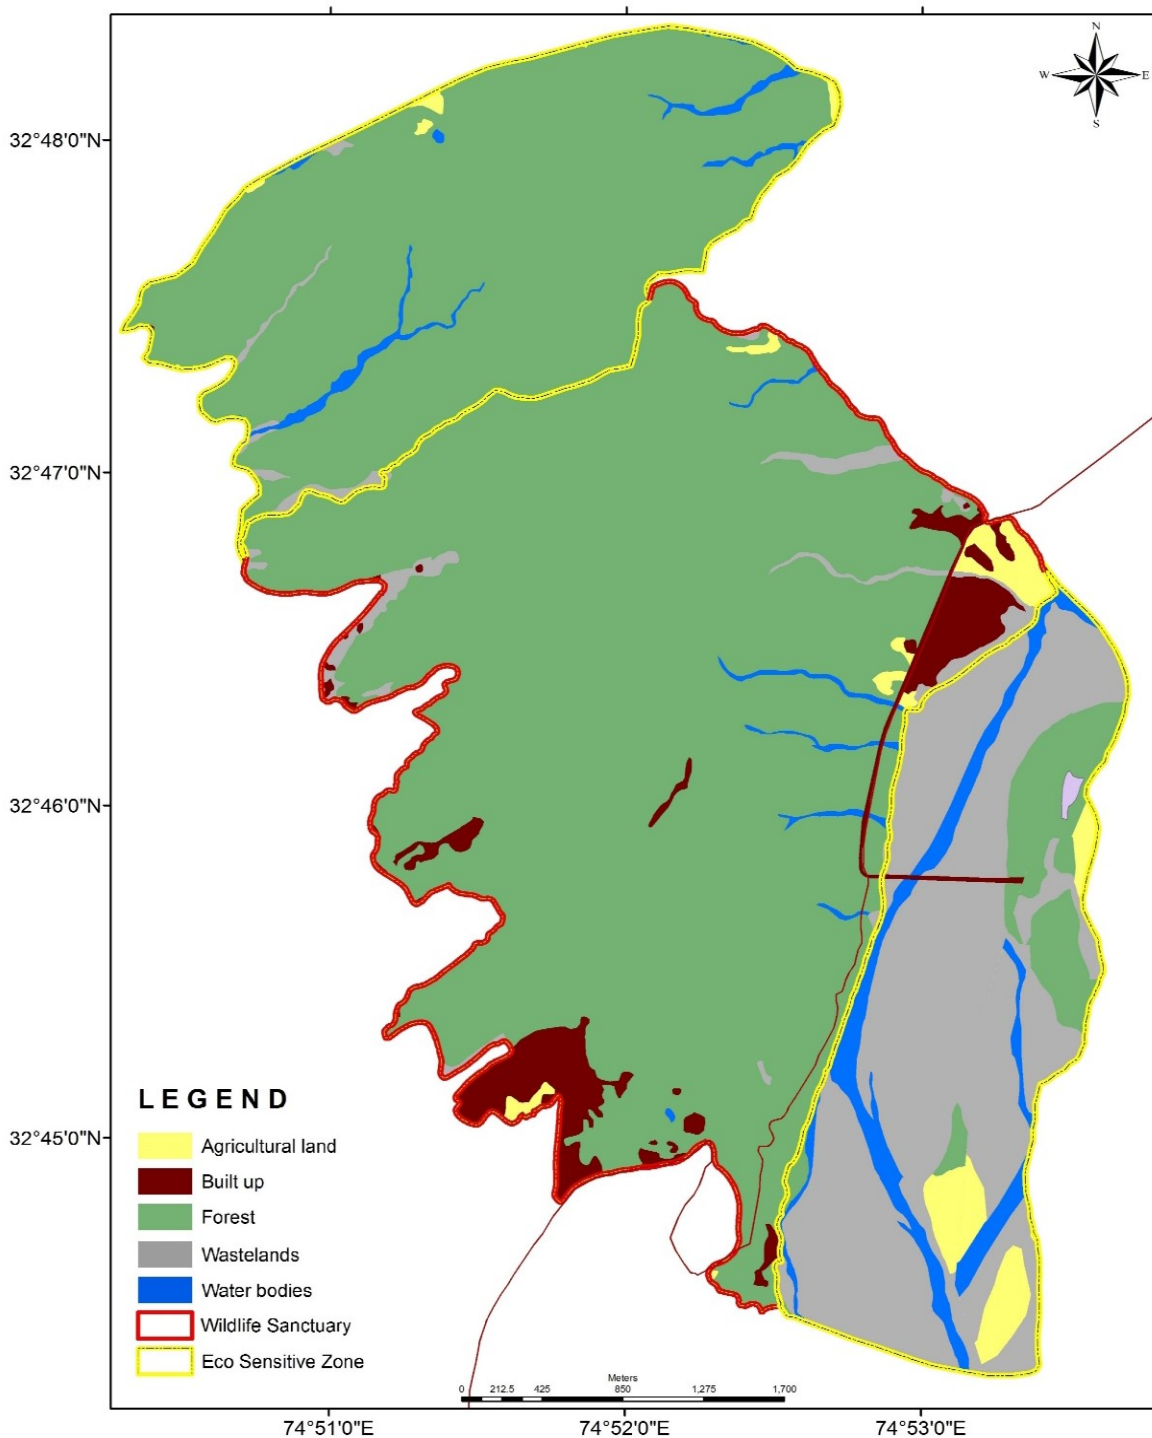 N
W E
S
32°48'0"N
32°47'0"N
32°46'0"N
32°45'0"N
LEGEND
Agricultural land
Built up
Forest
Wastelands
Water bodies
Wildlife Sanctuary
Eco Sensitive Zone
Meters
0 212.5 425 850 1,275 1,700
74°51'0"E 74°52'0"E 74°53'0"E